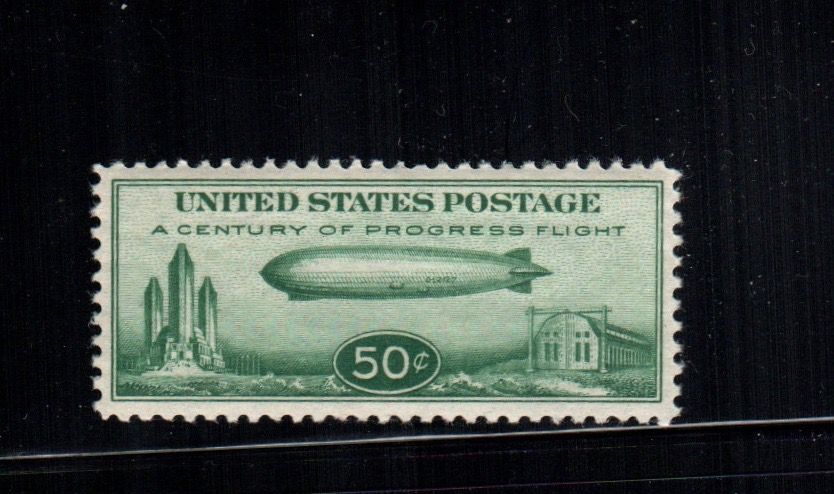 UNITED STATES POSTAGE
A CENTURY OF PROGRESS FLIGHT
50¢